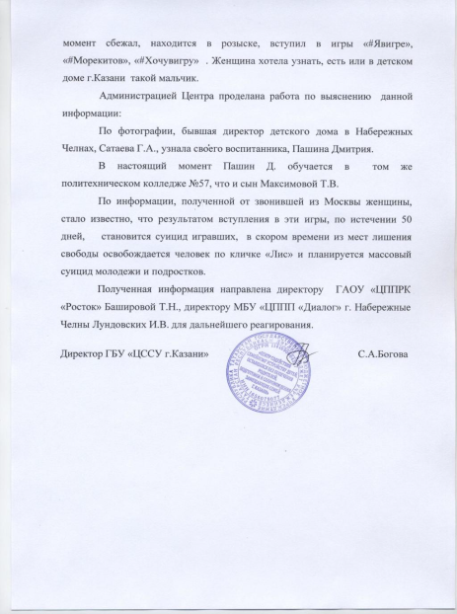 момент сбежал, находится в розыске, вступил в игры «#Явигре»,
«#Морекитов», «#Хочувигру» . Женщина хотела узнать, есть или в детском
доме г.Казани такой мальчик.
Администрацией Центра проделана работа по выяснению данной
информации:
По фотографии, бывшая директор детского дома в Набережных
Челнах, Сатаева Г.А., узнала своего воспитанника, Пашина Дмитрия.
В настоящий момент Пашин Д. обучается в том же
политехническом колледже №57, что и сын Максимовой Т.В.
По информации, полученной от звонившей из Москвы женщины,
стало известно, что результатом вступления в эти игры, по истечении 50
дней, становится суицид игравших, в скором времени из мест лишения
свободы освобождается человек по кличке «Лис» и планируется массовый
суицид молодежи и подростков.
Полученная информация направлена директору ГАОУ «ЦППРК
«Росток» Башировой Т.Н., директору МБУ «ЦППП «Диалог» г. Набережные
Челны Лундовских И.В. для дальнейшего реагирования.
Директор ГБУ «ЦССУ г.Казани» С.А.Богова